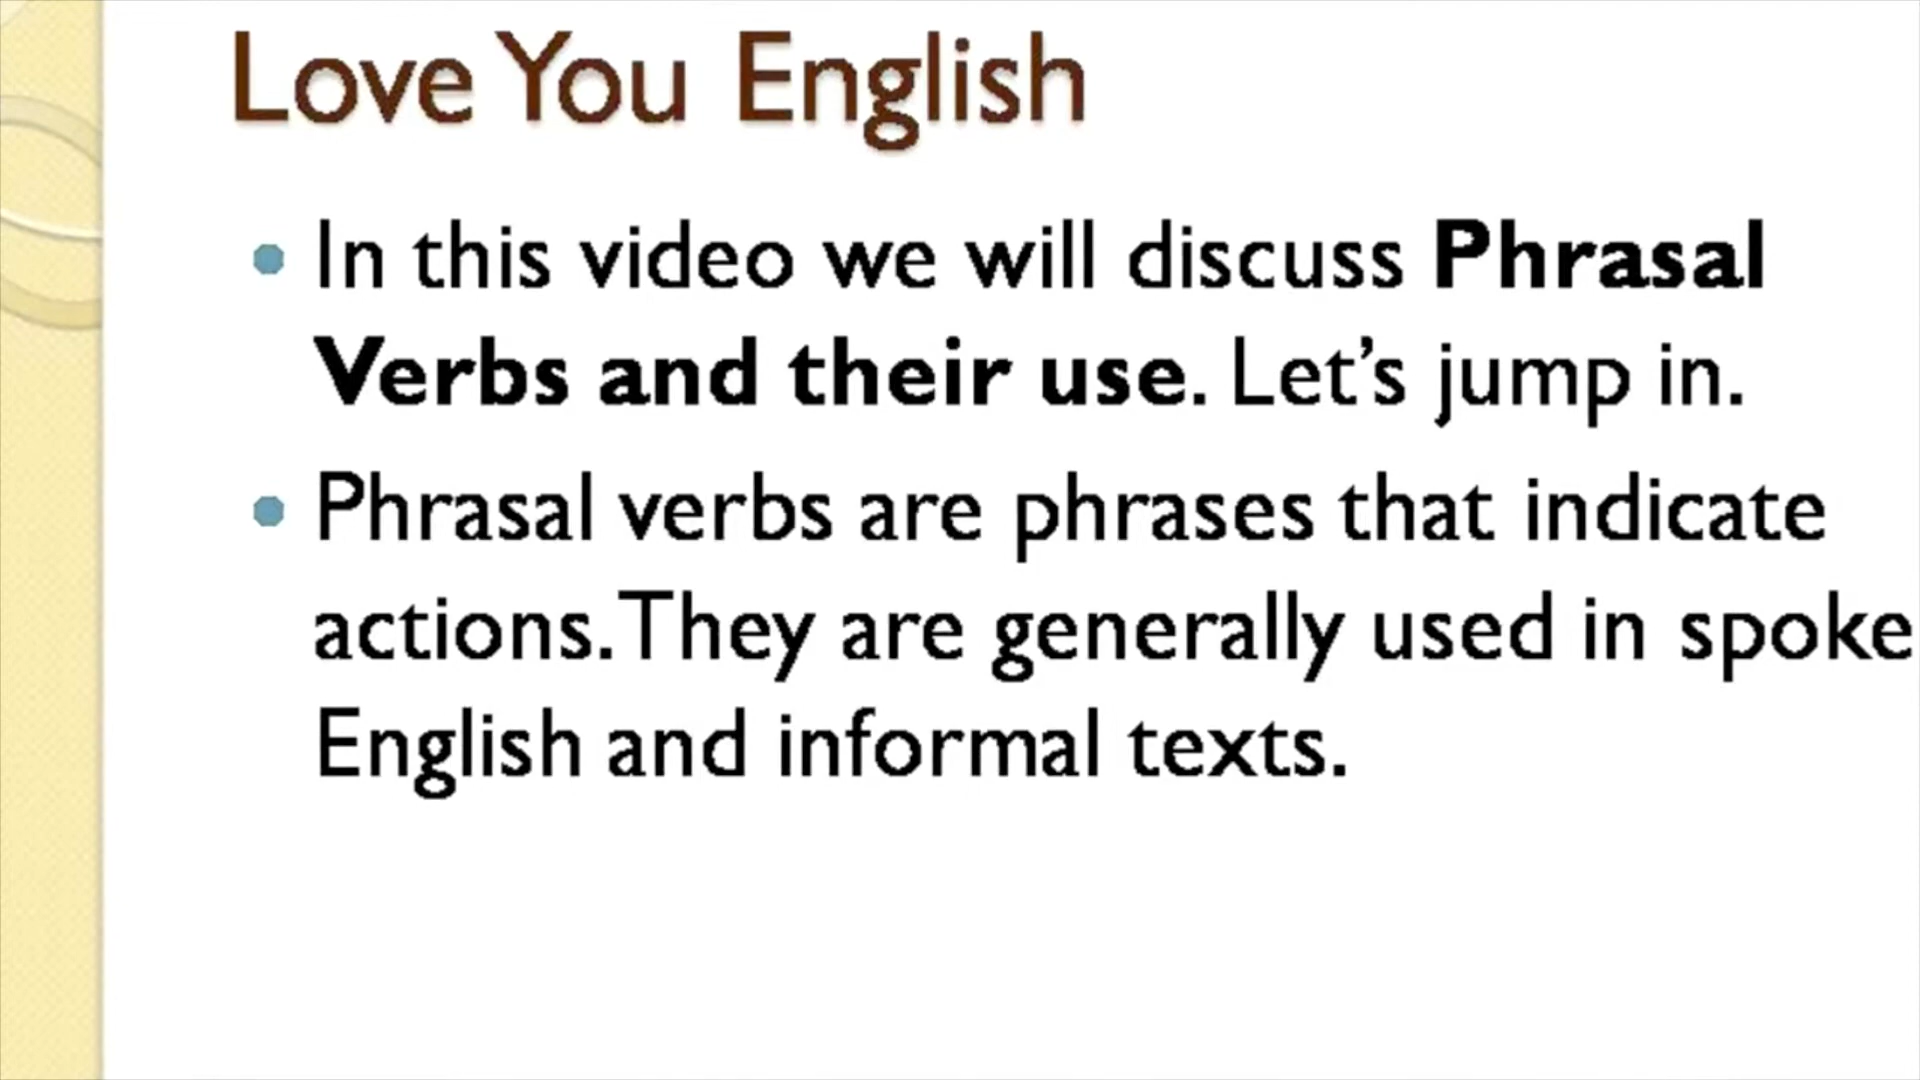 Love You English
In this video we will discuss Phrasal
Verbs and their use. Let’s jump in.
Phrasal verbs are phrases that indicate
actions. They are generally used in spoke
English and informal texts.